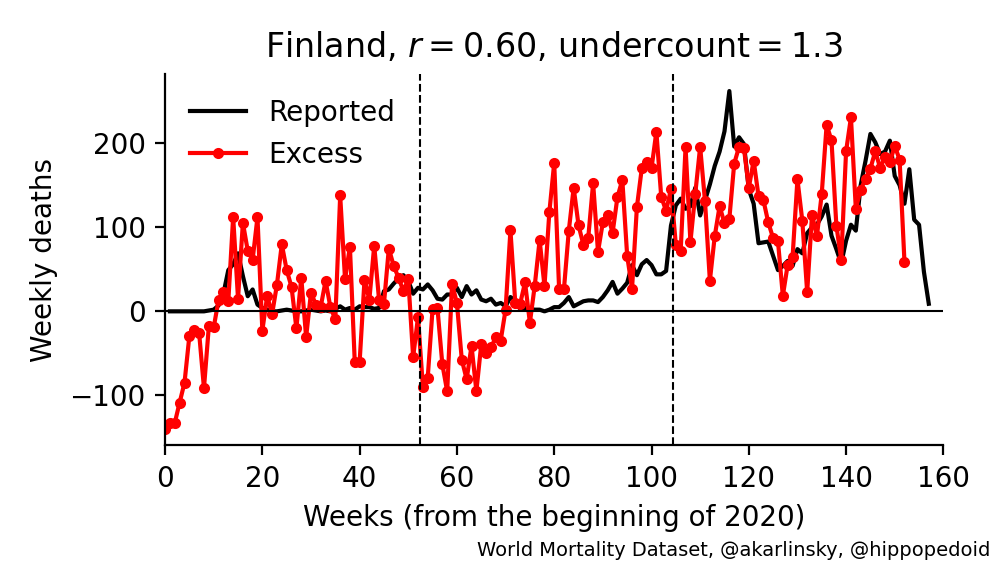 Finland, r = 0.60, undercount = 1.3
Reported
Excess
Weekly deaths
200
100
0
−100
0 20 40 60 80 100 120 140 160
Weeks (from the beginning of 2020)
World Mortality Dataset, @akarlinsky, @hippopedoid